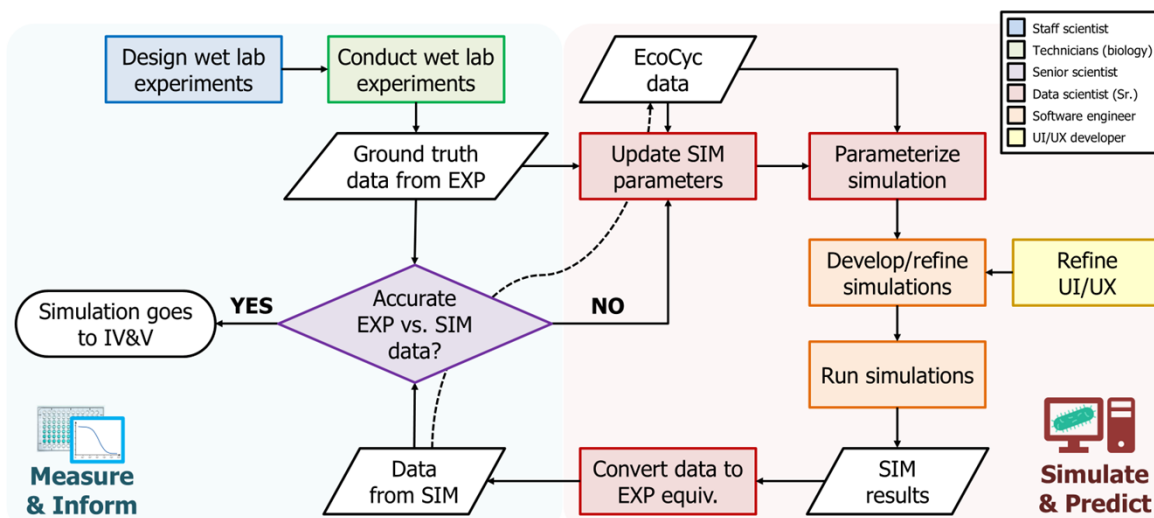 Design wet lab
experiments
Conduct wet lab
experiments
EcoCyc
data
Staff scientist
Technicians (biology)
Senior scientist
Data scientist (Sr.)
Software engineer
UI/UX developer
Ground truth
data from EXP
Update SIM
parameters
Parameterize
simulation
Develop/refine
simulations
Refine
UI/UX
Simulation goes
to IV&V
YES
Accurate
EXP vs. SIM
data?
NO
Run simulations
Measure
& Inform
Data
from SIM
Convert data to
EXP equiv.
SIM
results
Simulate
& Predict